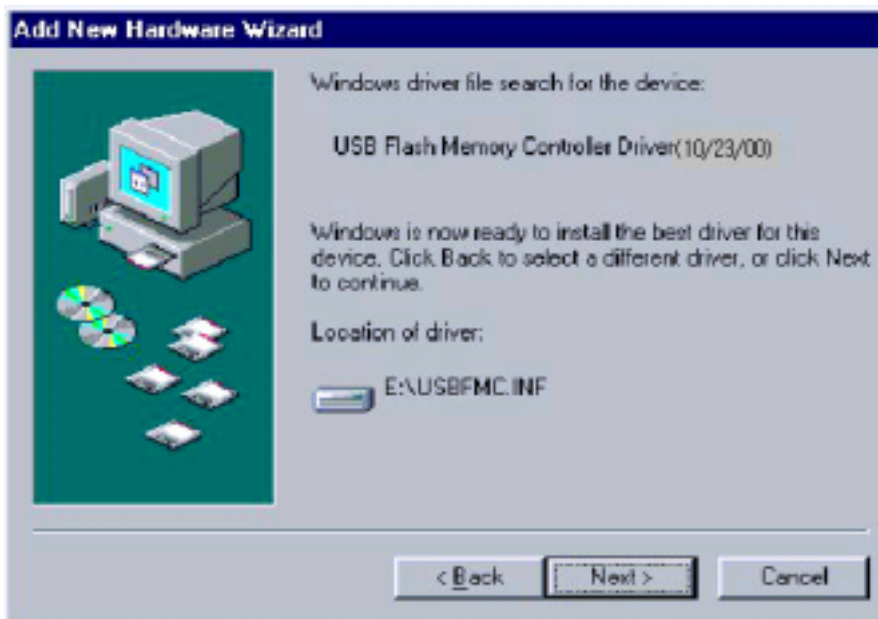 Add New Hardware Wizard
Windows driver file search for the device:
USB Flash Memory Controller Driver(10/23/00)
Windows is now ready to install the best driver for this
device. Click Back to select a different driver, or click Next
to continue.
Location of driver:
E:\USBFMC.INF
< Back
Next >
Cancel